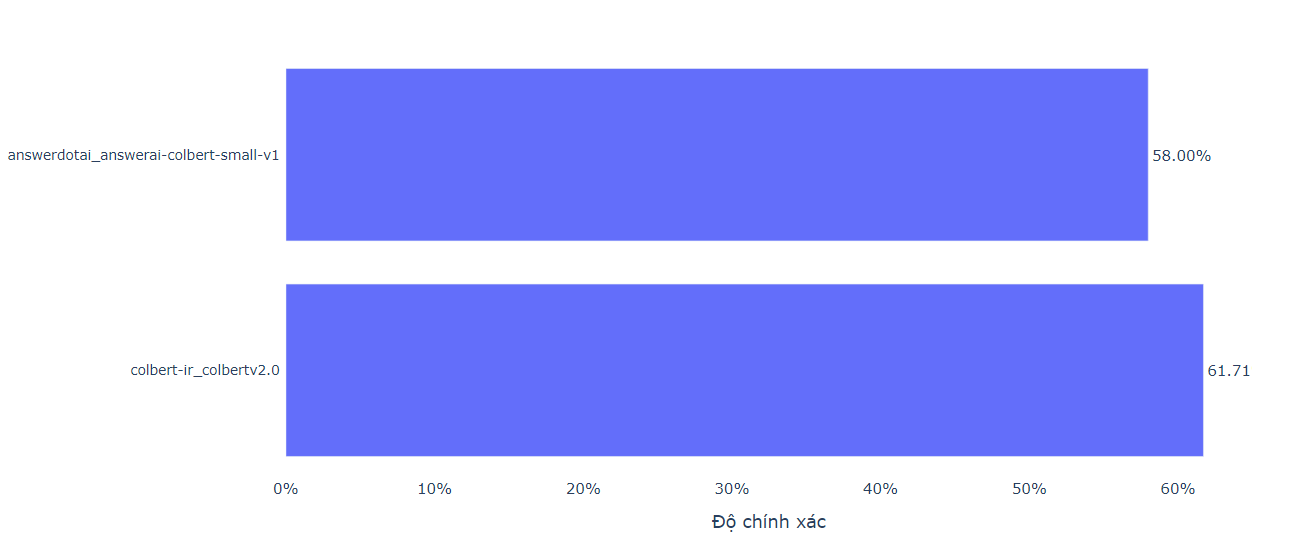 answerdotai_answerai-colbert-small-v1
58.00%
colbert-ir_colbertv2.0
61.71
0% 10% 20% 30% 40% 50% 60%
Độ chính xác